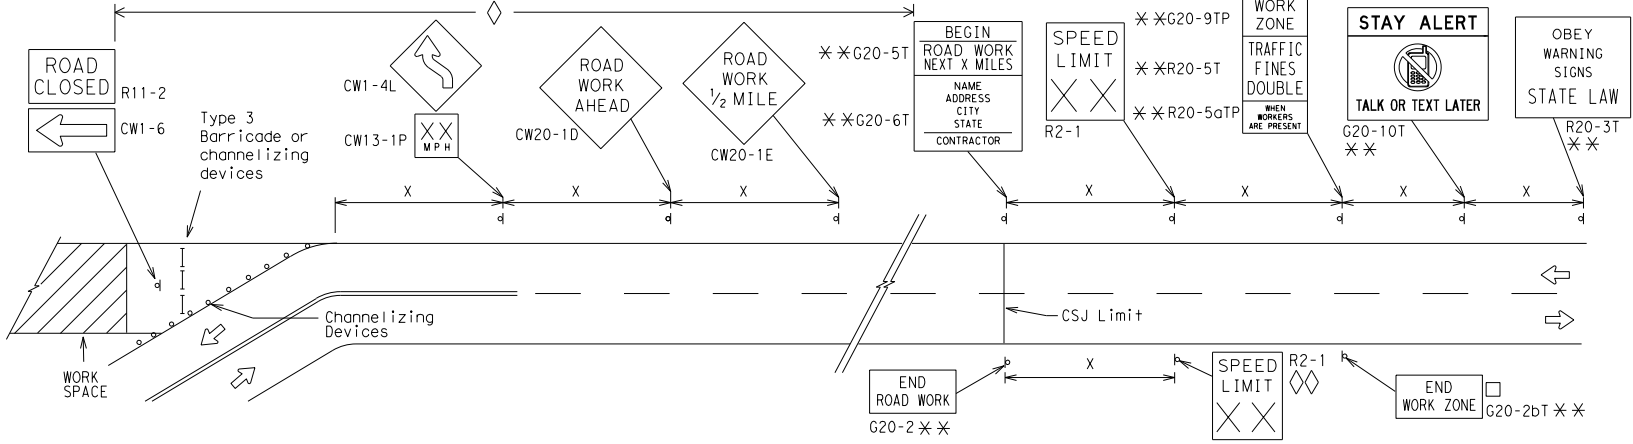 ROAD
CLOSED
R11-2
CW1-6
Type 3
Barricade or
channelizing
devices
CW1-4L
CW13-1P
X X
MPH
ROAD
WORK
AHEAD
CW20-1D
ROAD
WORK
1/2 MILE
CW20-1E
**G20-5T
**G20-6T
BEGIN
ROAD WORK
NEXT X MILES
NAME
ADDRESS
CITY
STATE
CONTRACTOR
SPEED
LIMIT
X X
R2-1
**G20-9TP
**R20-5T
**R20-5aTP
WORK
ZONE
TRAFFIC
FINES
DOUBLE
WHEN
WORKERS
ARE PRESENT
STAY ALERT
TALK OR TEXT LATER
G20-10T
**
OBEY
WARNING
SIGNS
STATE LAW
R20-3T
**
X X X X X X
Channelizing
Devices
CSJ Limit
WORK
SPACE
END
ROAD WORK
G20-2 **
X
SPEED
LIMIT
X X
R2-1
END
WORK ZONE
G20-2bT **